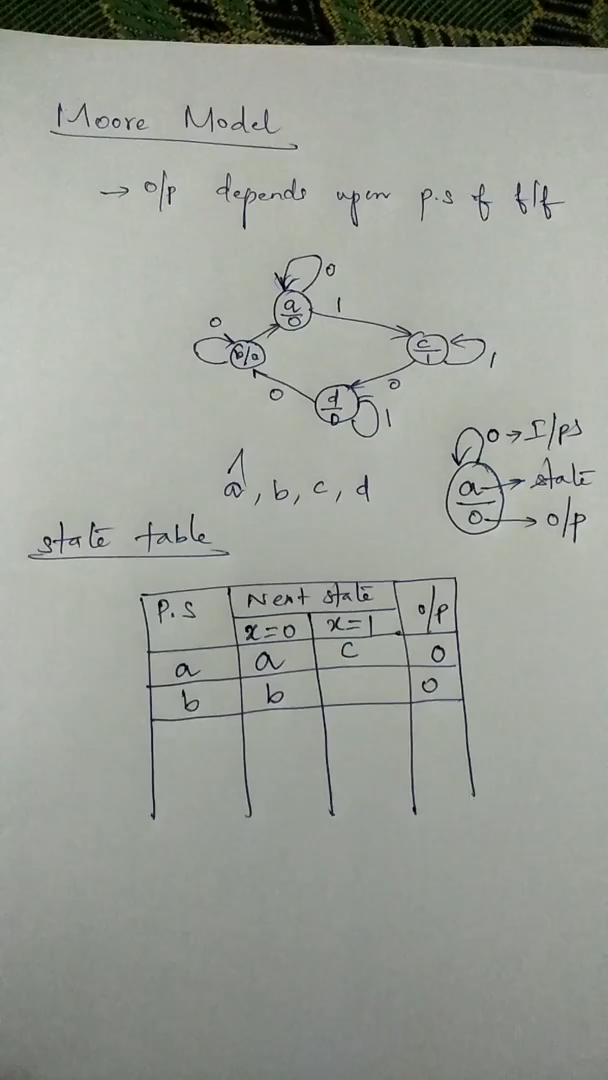 Moore Model
→ o/p depends upon p.s of f/f
0
a
0
1
0
b/0
c
1
1
0
d
0
0
1
a, b, c, d
0 → I/ps
a → state
0 → o/p
state table
P.S Next state o/p
x=0 x=1
a a c 0
b b 0